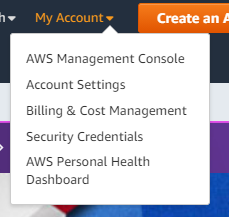 h
My Account
Create an A
AWS Management Console
Account Settings
Billing & Cost Management
Security Credentials
AWS Personal Health
Dashboard